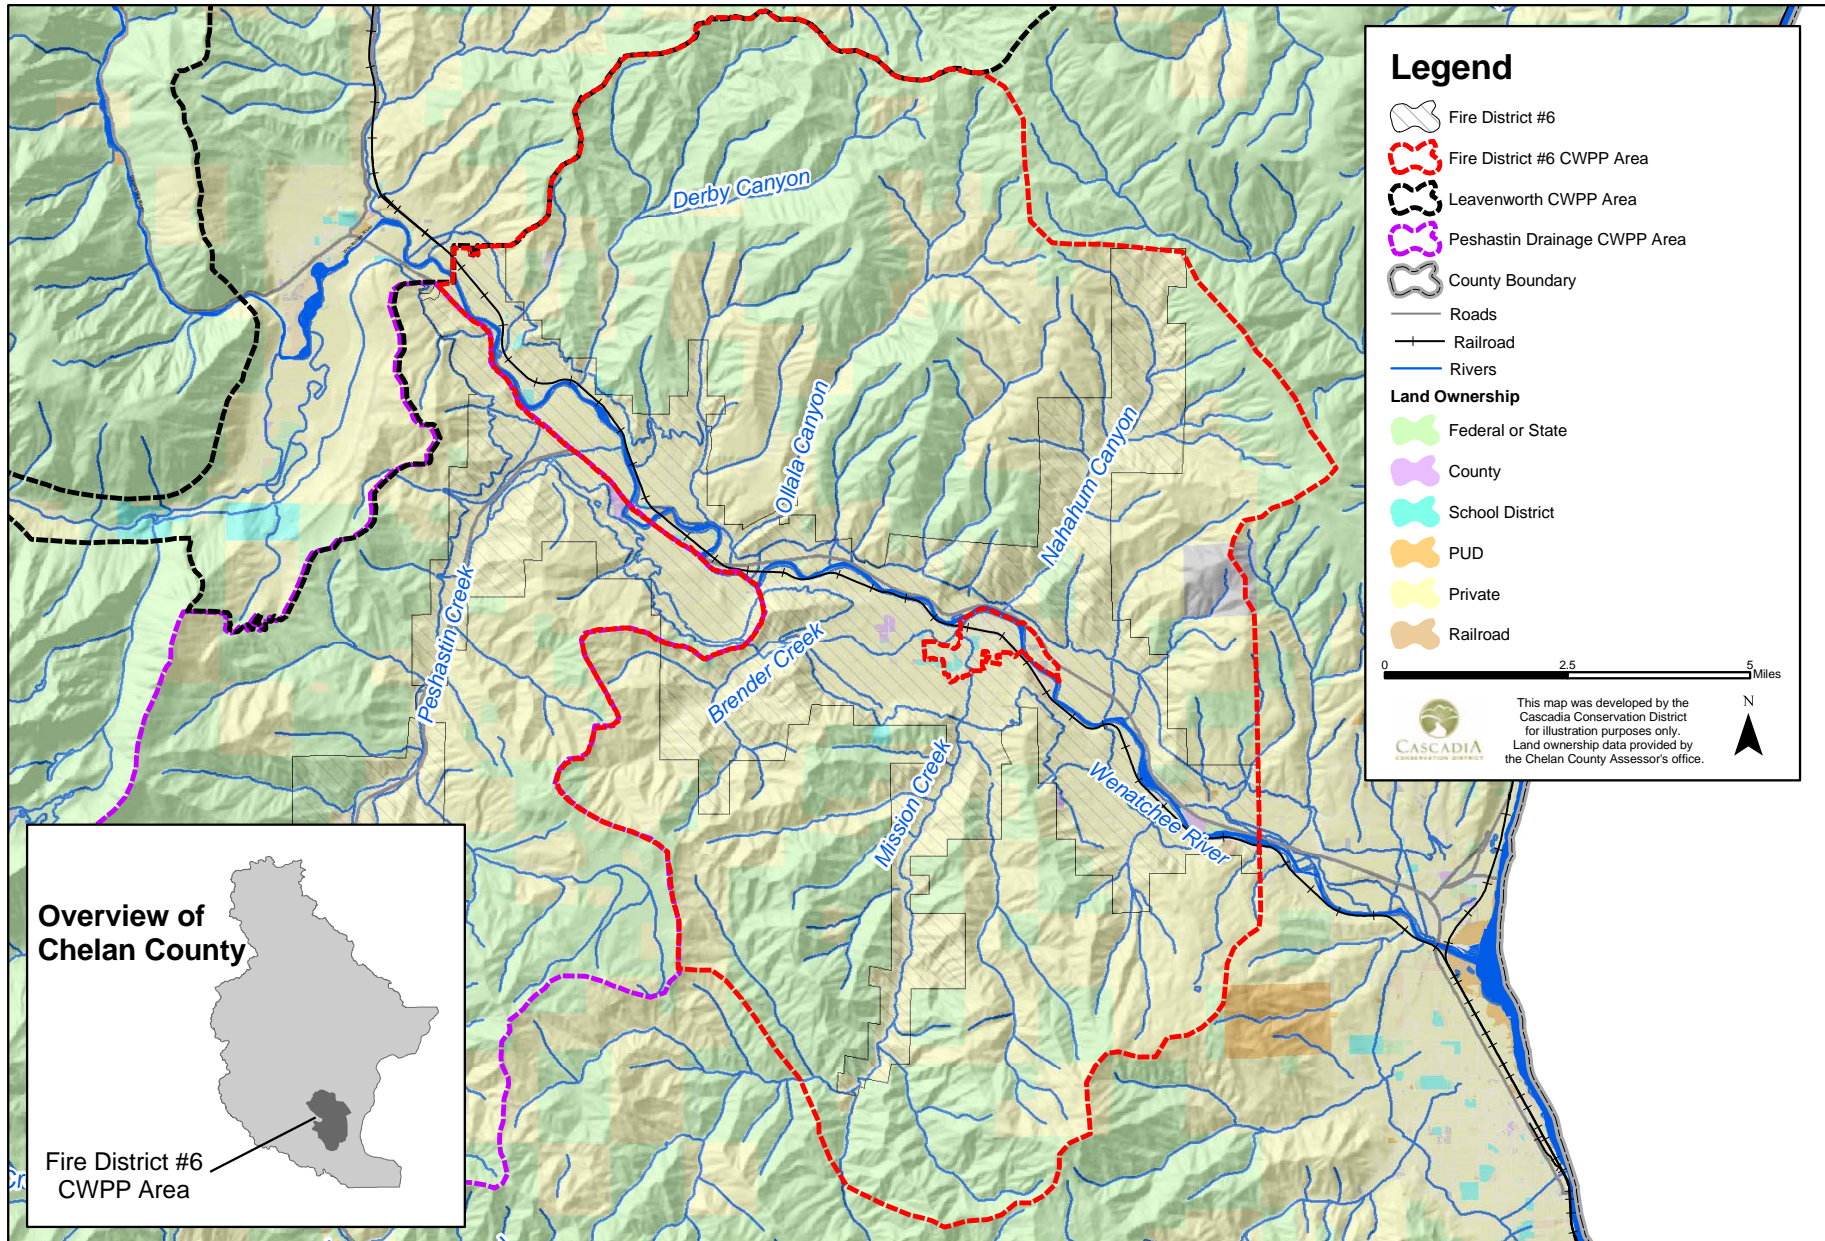 Derby Canyon
Ollala Canyon
Nahahum Canyon
Peshastin Creek
Brender Creek
Mission Creek
Wenatchee River
Legend
Fire District #6
Fire District #6 CWPP Area
Leavenworth CWPP Area
Peshastin Drainage CWPP Area
County Boundary
Roads
Railroad
Rivers
Land Ownership
Federal or State
County
School District
PUD
Private
Railroad
0 2.5 5
Miles
CASCADIA
CONSERVATION DISTRICT
This map was developed by the
Cascadia Conservation District
for illustration purposes only.
Land ownership data provided by
the Chelan County Assessor's office.
N
Overview of
Chelan County
Fire District #6
CWPP Area